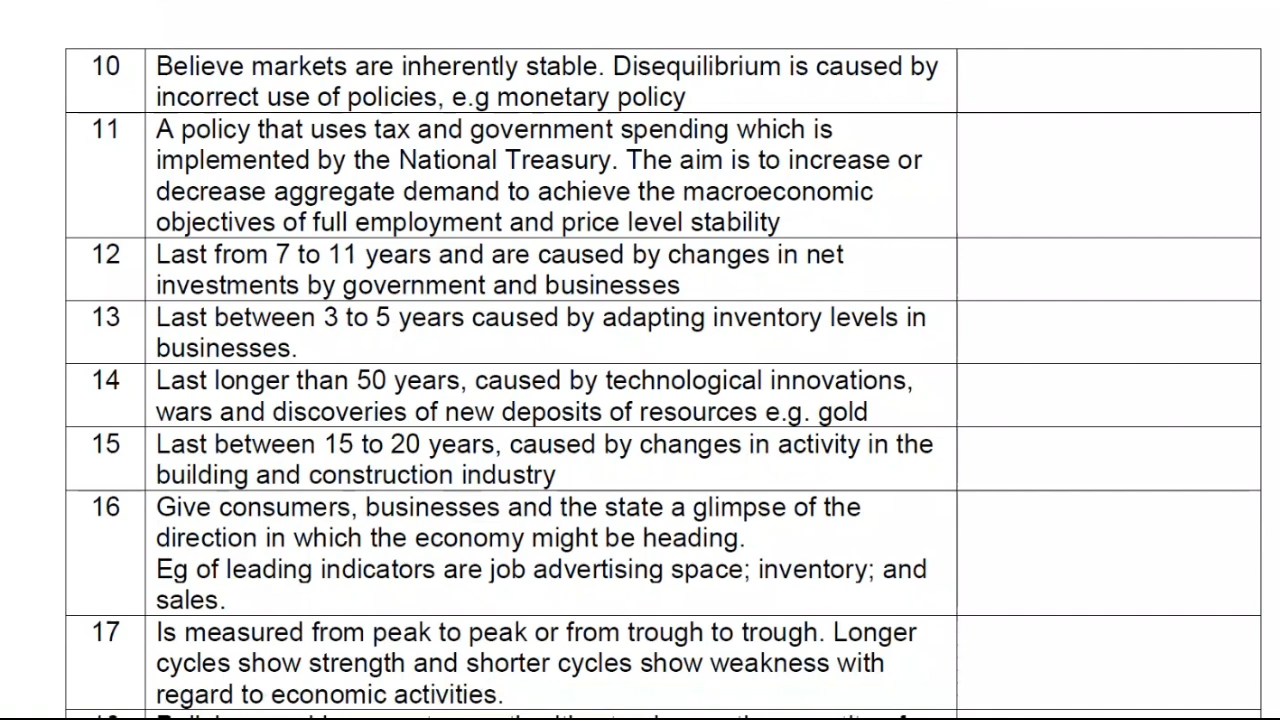 10 Believe markets are inherently stable. Disequilibrium is caused by
incorrect use of policies, e.g monetary policy
11 A policy that uses tax and government spending which is
implemented by the National Treasury. The aim is to increase or
decrease aggregate demand to achieve the macroeconomic
objectives of full employment and price level stability
12 Last from 7 to 11 years and are caused by changes in net
investments by government and businesses
13 Last between 3 to 5 years caused by adapting inventory levels in
businesses.
14 Last longer than 50 years, caused by technological innovations,
wars and discoveries of new deposits of resources e.g. gold
15 Last between 15 to 20 years, caused by changes in activity in the
building and construction industry
16 Give consumers, businesses and the state a glimpse of the
direction in which the economy might be heading.
Eg of leading indicators are job advertising space; inventory; and
sales.
17 Is measured from peak to peak or from trough to trough. Longer
cycles show strength and shorter cycles show weakness with
regard to economic activities.